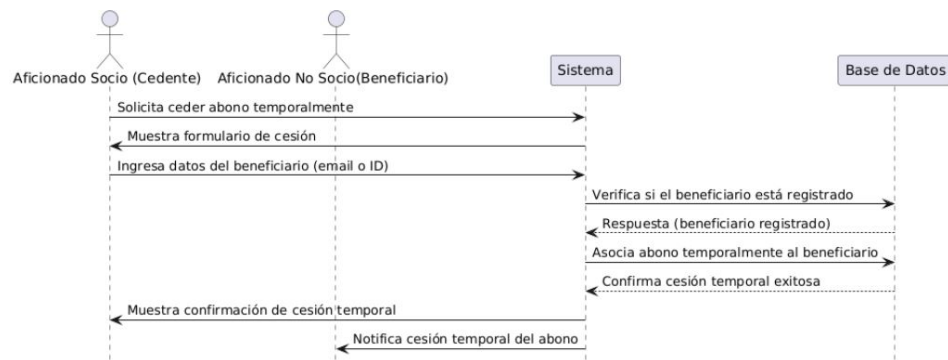 Aficionado Socio (Cedente)
Aficionado No Socio(Beneficiario)
Sistema
Base de Datos
Solicita ceder abono temporalmente
Muestra formulario de cesión
Ingresa datos del beneficiario (email o ID)
Verifica si el beneficiario está registrado
Respuesta (beneficiario registrado)
Asocia abono temporalmente al beneficiario
Confirma cesión temporal exitosa
Muestra confirmación de cesión temporal
Notifica cesión temporal del abono